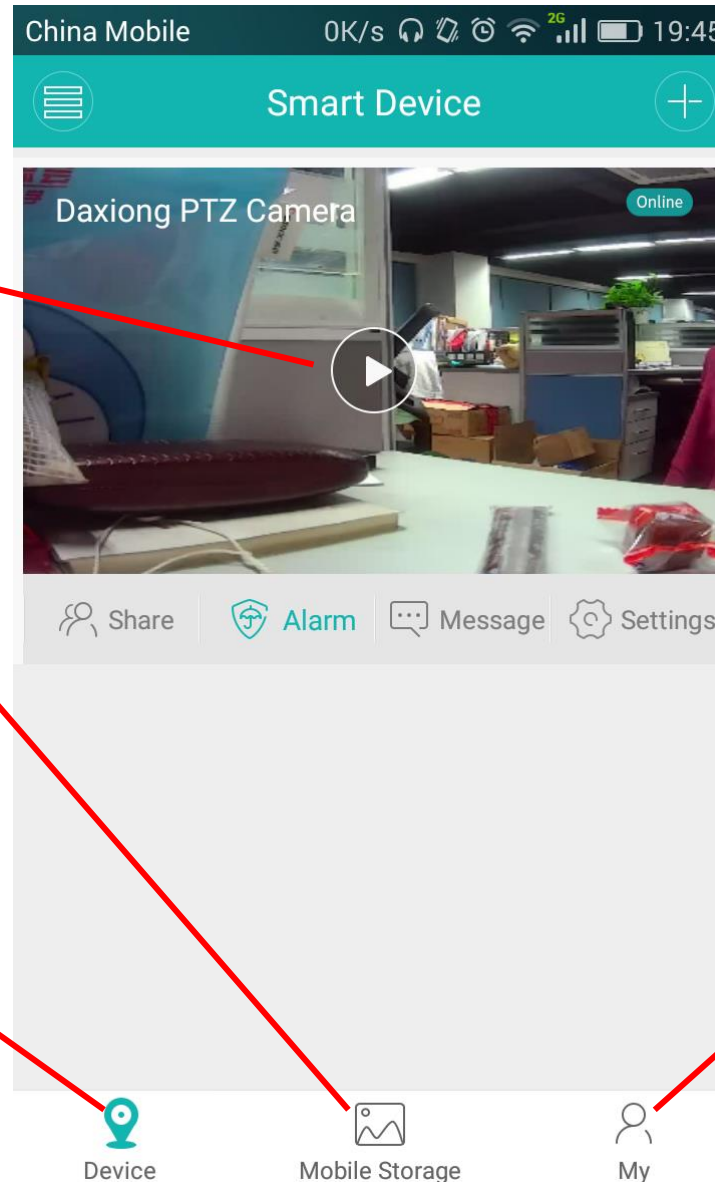 China Mobile 0K/s 2G 19:45
Smart Device
Daxiong PTZ Camera Online
Share Alarm Message Settings
Device Mobile Storage My